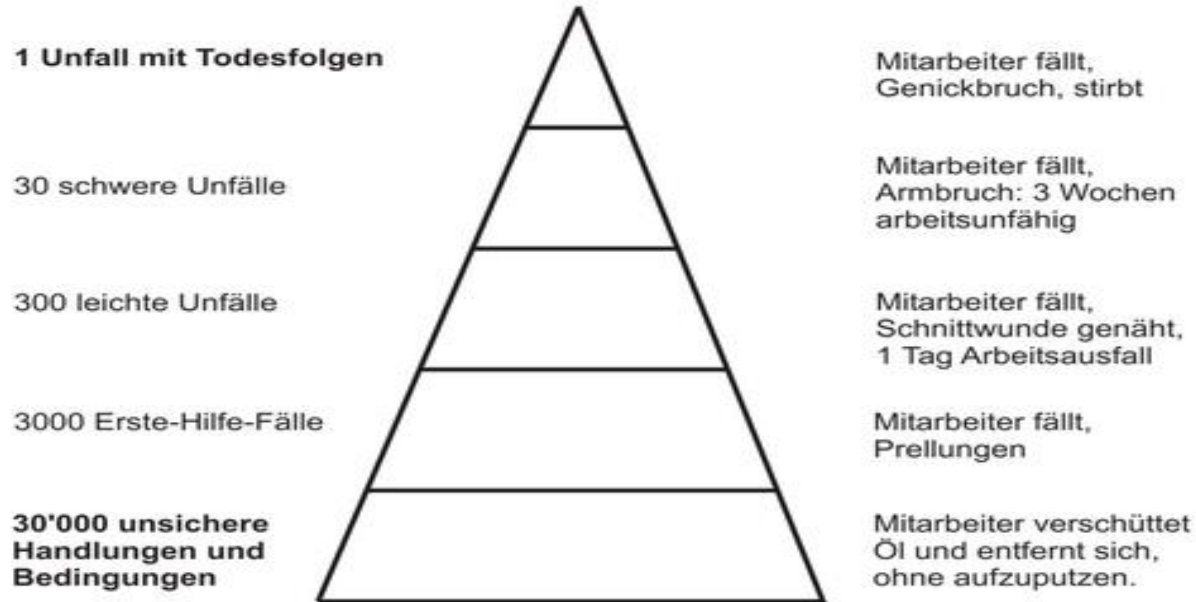 1 Unfall mit Todesfolgen
Mitarbeiter fällt,
Genickbruch, stirbt
30 schwere Unfälle
Mitarbeiter fällt,
Armbruch: 3 Wochen
arbeitsunfähig
300 leichte Unfälle
Mitarbeiter fällt,
Schnittwunde genäht,
1 Tag Arbeitsausfall
3000 Erste-Hilfe-Fälle
Mitarbeiter fällt,
Prellungen
30'000 unsichere
Handlungen und
Bedingungen
Mitarbeiter verschüttet
Öl und entfernt sich,
ohne aufzuputzen.